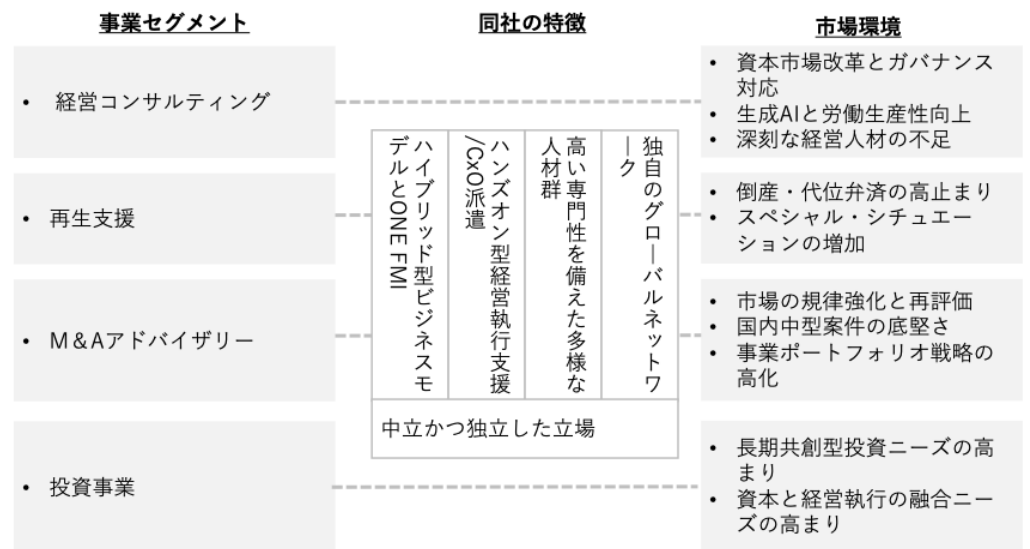 事業セグメント
同社の特徴
市場環境
• 経営コンサルティング
• 再生支援
• M＆Aアドバイザリー
• 投資事業
ハイブリッド型ビジネスモ
デルとONE FMI
ハンズオン型経営執行支援
/CxO派遣
高い専門性を備えた多様な
人材群
独自のグローバルネットワ
ーク
中立かつ独立した立場
• 資本市場改革とガバナンス
対応
• 生成AIと労働生産性向上
• 深刻な経営人材の不足
• 倒産・代位弁済の高止まり
• スペシャル・シチュエー
ションの増加
• 市場の規律強化と再評価
• 国内中型案件の底堅さ
• 事業ポートフォリオ戦略の
高化
• 長期共創型投資ニーズの高
まり
• 資本と経営執行の融合ニー
ズの高まり